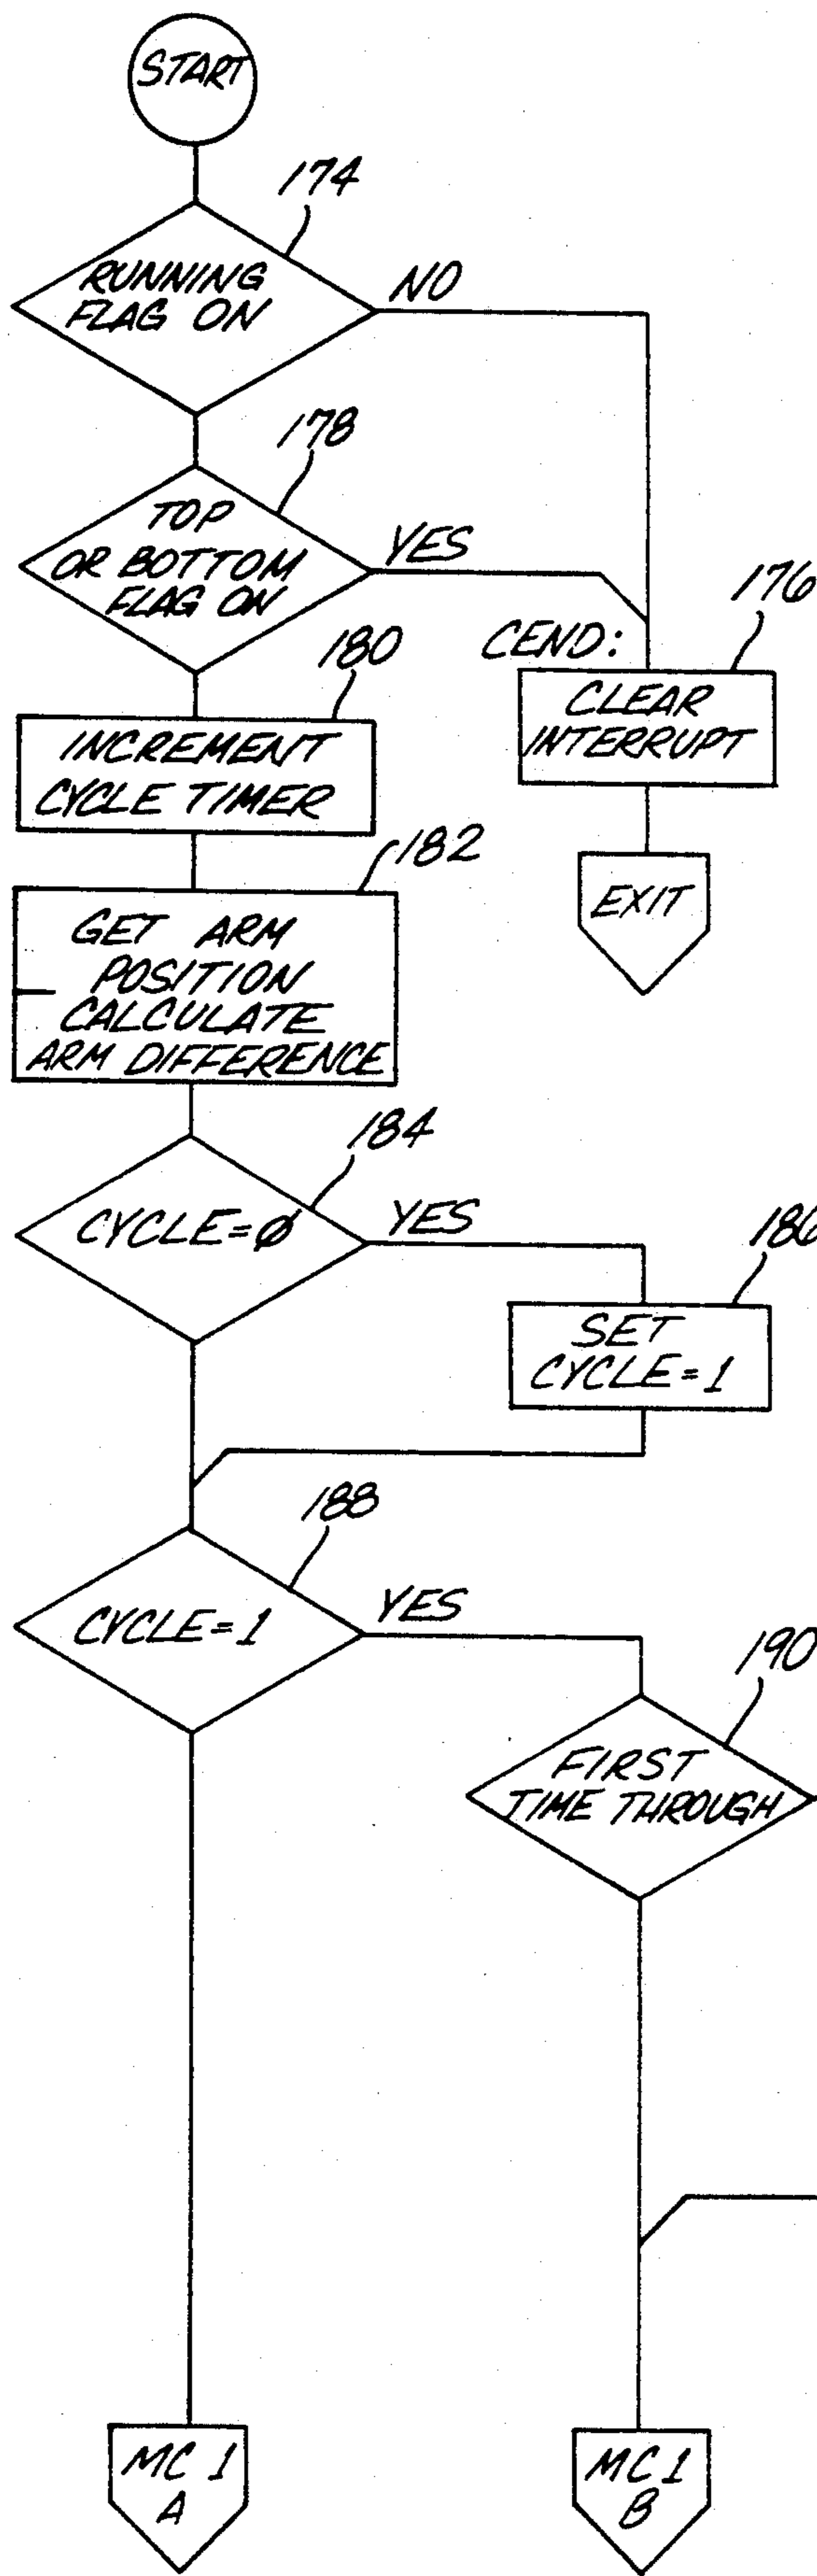 START
174
RUNNING
FLAG ON
NO
178
TOP
OR BOTTOM
FLAG ON
YES
176
CEND:
CLEAR
INTERRUPT
180
INCREMENT
CYCLE TIMER
EXIT
182
GET ARM
POSITION
CALCULATE
ARM DIFFERENCE
184
CYCLE=Ø
YES
186
SET
CYCLE=1
188
CYCLE=1
YES
190
FIRST
TIME THROUGH
MC 1
A
MC 1
B